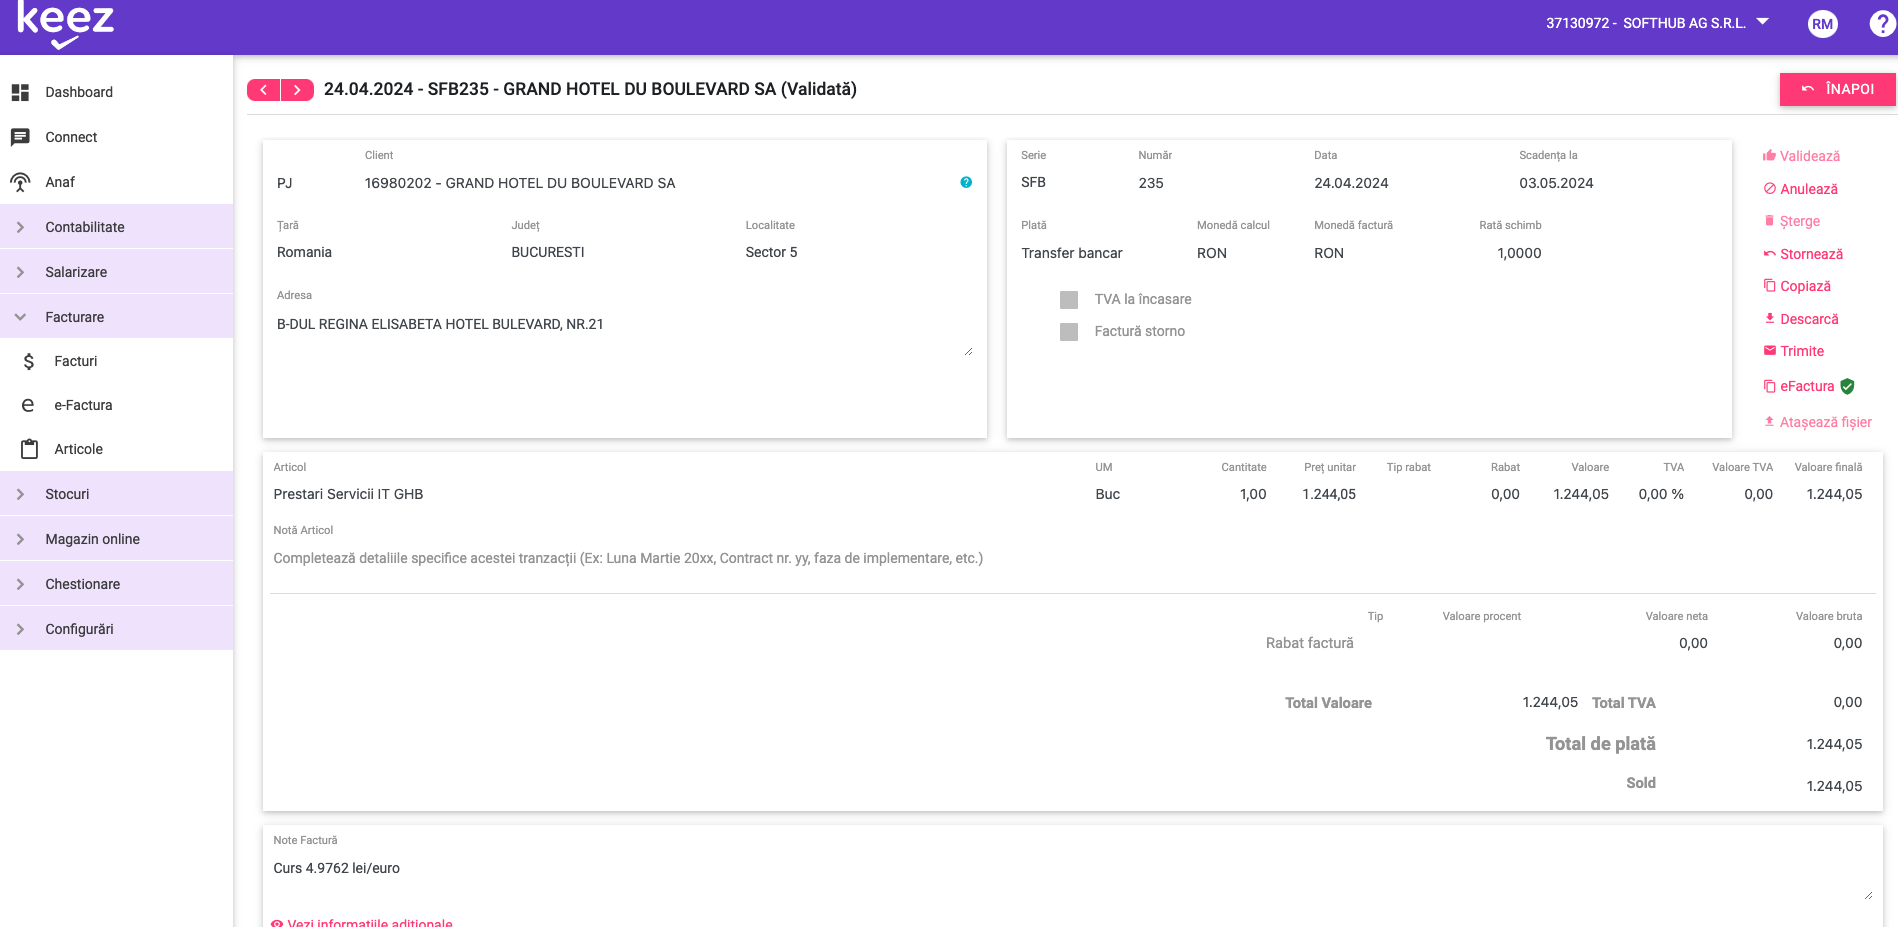 keez
37130972 - SOFTHUB AG S.R.L.
RM
?
Dashboard
Connect
Anaf
Contabilitate
Salarizare
Facturare
Facturi
e-Factura
Articole
Stocuri
Magazin online
Chestionare
Configurări
24.04.2024 - SFB235 - GRAND HOTEL DU BOULEVARD SA (Validată)
ÎNAPOI
Client
PJ 16980202 - GRAND HOTEL DU BOULEVARD SA ?
Țară Județ Localitate
Romania BUCURESTI Sector 5
Adresa
B-DUL REGINA ELISABETA HOTEL BULEVARD, NR.21
Serie Număr Data Scadența la
SFB 235 24.04.2024 03.05.2024
Plată Monedă calcul Monedă factură Rată schimb
Transfer bancar RON RON 1,0000
TVA la încasare
Factură storno
Validează
Anulează
Șterge
Stornează
Copiază
Descarcă
Trimite
eFactura
Atașează fișier
Articol UM Cantitate Preț unitar Tip rabat Rabat Valoare TVA Valoare TVA Valoare finală
Prestari Servicii IT GHB Buc 1,00 1.244,05 0,00 1.244,05 0,00 % 0,00 1.244,05
Notă Articol
Completează detaliile specifice acestei tranzacții (Ex: Luna Martie 20xx, Contract nr. yy, faza de implementare, etc.)
Tip Valoare procent Valoare neta Valoare bruta
Rabat factură 0,00 0,00
Total Valoare 1.244,05 Total TVA 0,00
Total de plată 1.244,05
Sold 1.244,05
Note Factură
Curs 4.9762 lei/euro
Vezi informațiile adiționale